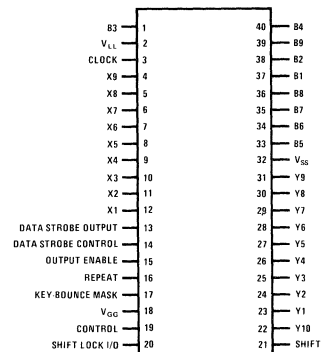 B3 1 40 B4
VLL 2 39 B9
CLOCK 3 38 B2
X9 4 37 B1
X8 5 36 B8
X7 6 35 B7
X6 7 34 B6
X5 8 33 B5
X4 9 32 VSS
X3 10 31 Y9
X2 11 30 Y8
X1 12 29 Y7
DATA STROBE OUTPUT 13 28 Y6
DATA STROBE CONTROL 14 27 Y5
OUTPUT ENABLE 15 26 Y4
REPEAT 16 25 Y3
KEY-BOUNCE MASK 17 24 Y2
VGG 18 23 Y1
CONTROL 19 22 Y10
SHIFT LOCK I/O 20 21 SHIFT